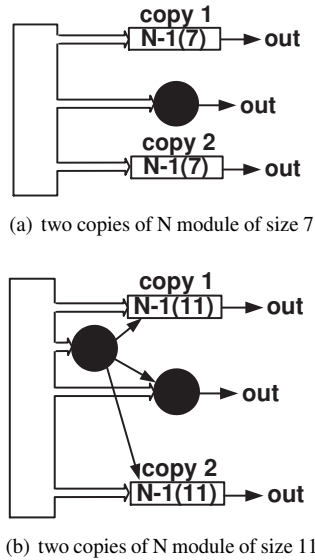 copy 1
N-1(7) out
out
copy 2
N-1(7) out
(a) two copies of N module of size 7
copy 1
N-1(11) out
out
copy 2
N-1(11) out
(b) two copies of N module of size 11